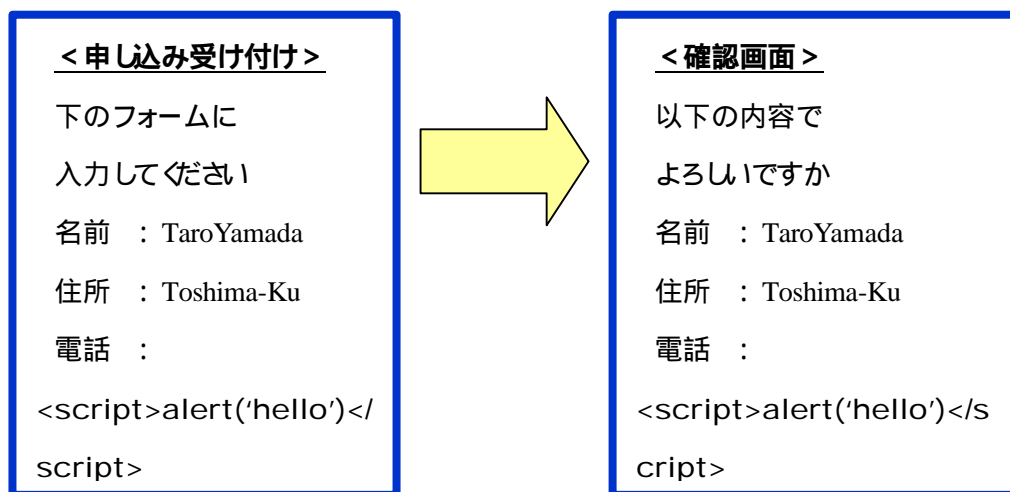 ＜申し込み受け付け＞
下のフォームに
入力してください
名前 ： TaroYamada
住所 ： Toshima-Ku
電話 ：
<script>alert('hello')</
script>
＜確認画面＞
以下の内容で
よろしいですか
名前 ： TaroYamada
住所 ： Toshima-Ku
電話 ：
<script>alert('hello')</s
cript>